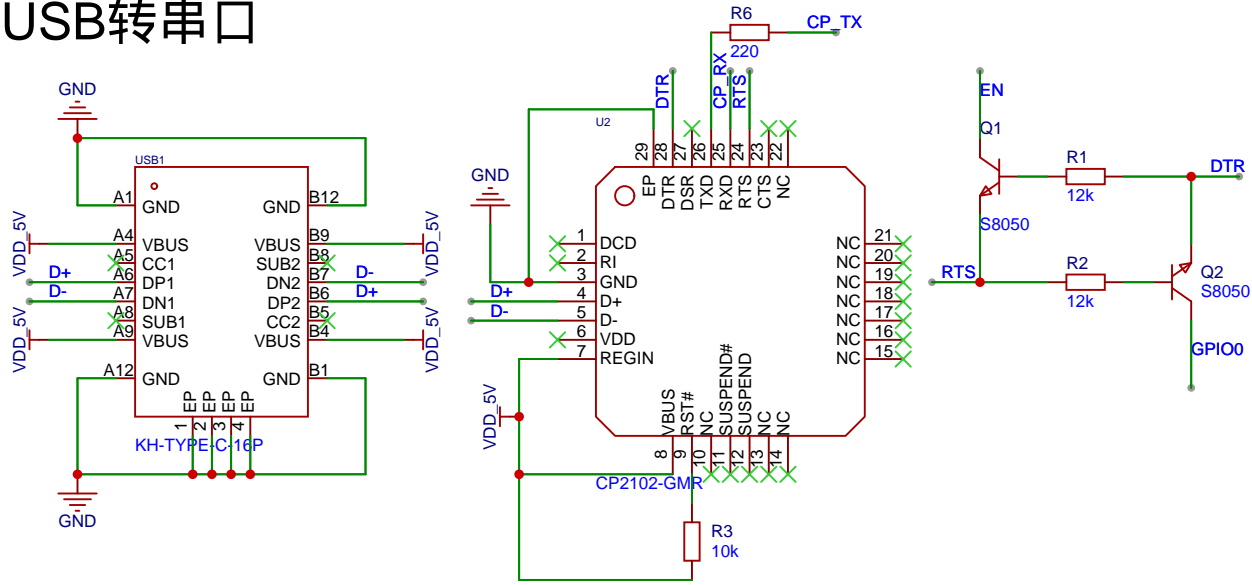 USB转串口
GND
USB1
A1
GND
GND
B12
VDD_5V
A4
VBUS
VBUS
B9
VDD_5V
A5
CC1
SUB2
B8
D+
A6
DP1
DN2
B7
D-
D-
A7
DN1
DP2
B6
D+
A8
SUB1
CC2
B5
VDD_5V
A9
VBUS
VBUS
B4
VDD_5V
A12
GND
GND
B1
EP
EP
EP
EP
1
2
3
4
KH-TYPE-C-16P
GND
R6
220
CP_TX
DTR
CP_RX
RTS
U2
29
28
27
26
25
24
23
22
EP
DTR
DSR
TXD
RXD
RTS
CTS
NC
GND
1
DCD
2
RI
3
GND
D+
4
D+
D-
5
D-
6
VDD
7
REGIN
NC
21
NC
20
NC
19
NC
18
NC
17
NC
16
NC
15
VBUS
RST#
NC
SUSPEND#
SUSPEND
NC
NC
8
9
10
11
12
13
14
VDD_5V
CP2102-GMR
R3
10k
EN
Q1
S8050
R1
12k
DTR
RTS
R2
12k
Q2
S8050
GPIO0